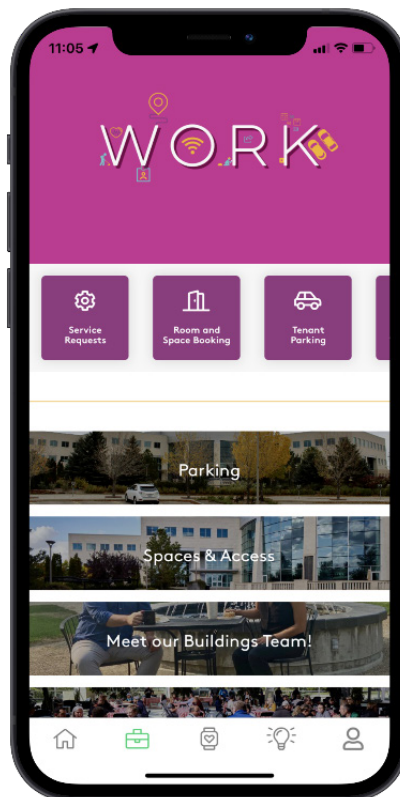 11:05
WORK
Service
Requests
Room and
Space Booking
Tenant
Parking
Parking
Spaces & Access
Meet our Buildings Team!